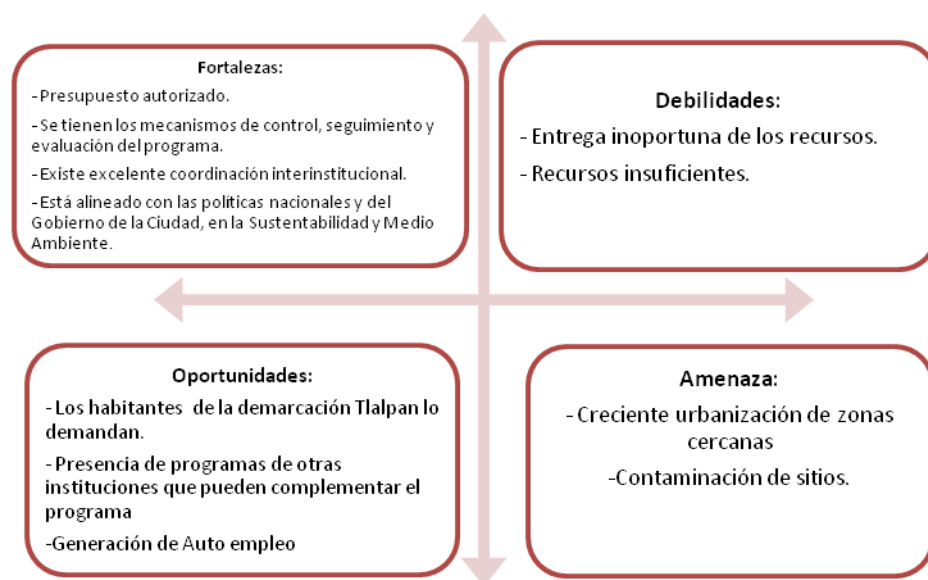 Fortalezas:
-Presupuesto autorizado.
-Se tienen los mecanismos de control, seguimiento y
evaluación del programa.
-Existe excelente coordinación interinstitucional.
-Está alineado con las políticas nacionales y del
Gobierno de la Ciudad, en la Sustentabilidad y Medio
Ambiente.
Debilidades:
- Entrega inoportuna de los recursos.
- Recursos insuficientes.
Oportunidades:
-Los habitantes de la demarcación Tlalpan lo
demandan.
-Presencia de programas de otras
instituciones que pueden complementar el
programa
-Generación de Auto empleo
Amenaza:
-Creciente urbanización de zonas
cercanas
-Contaminación de sitios.